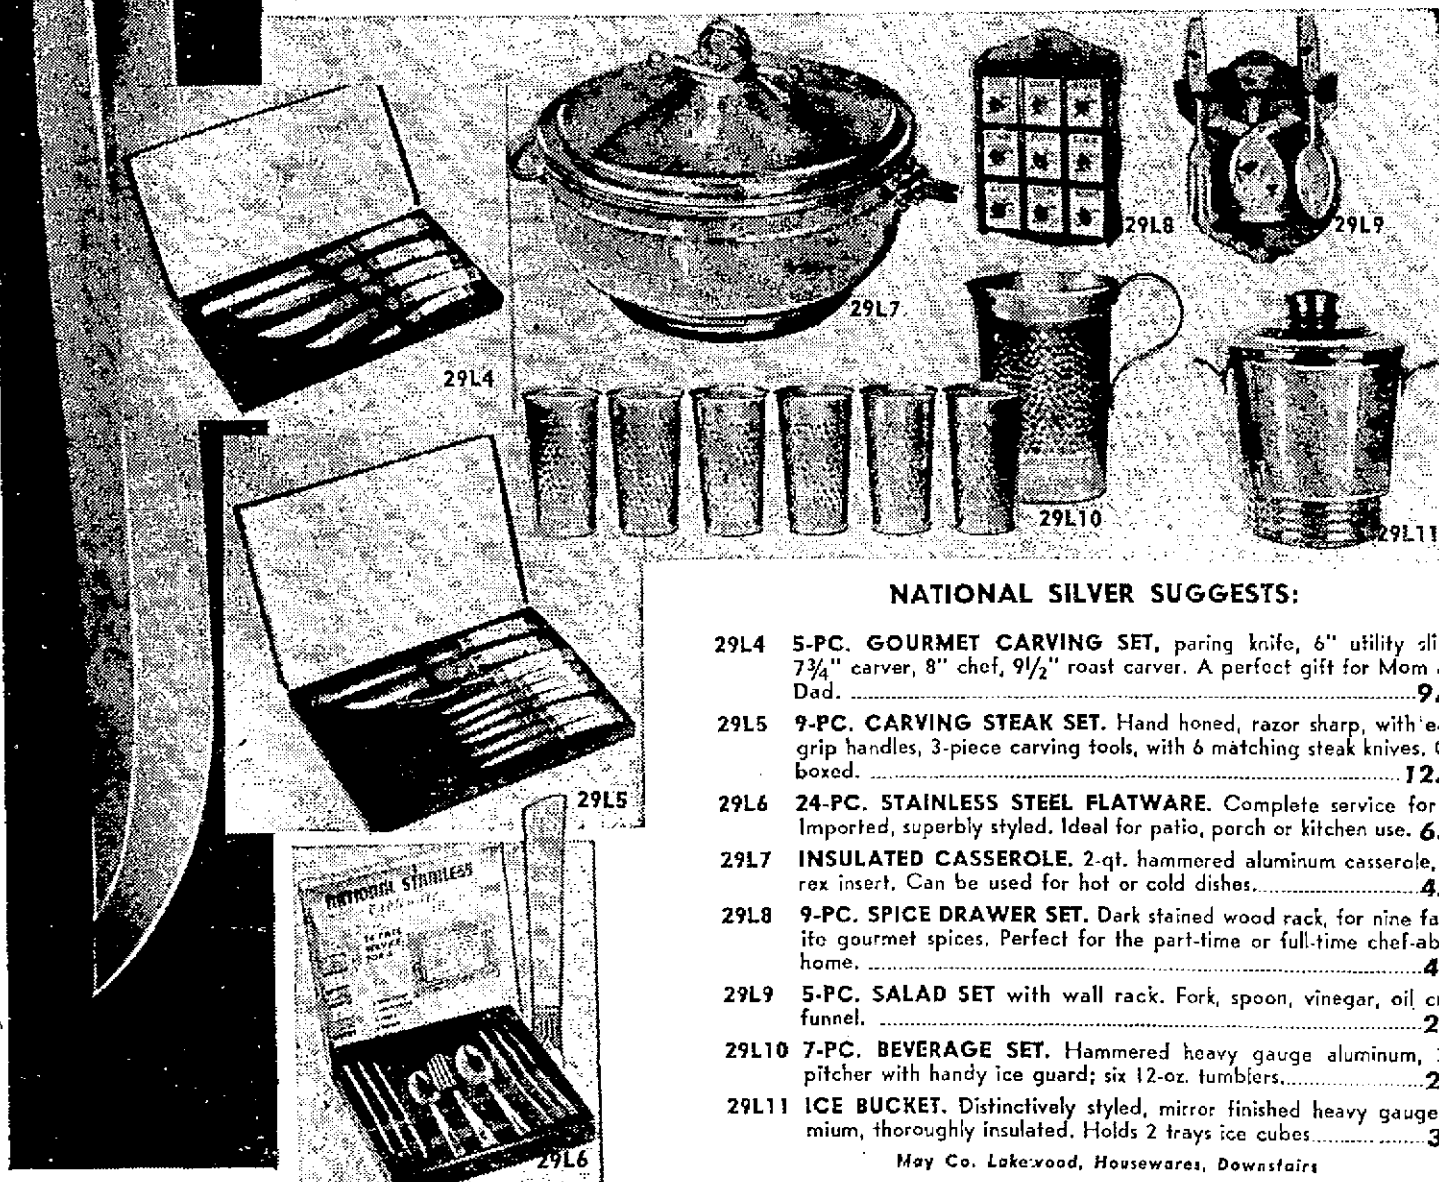 29L8
29L9
29L7
29L4
29L10
29L11
29L5
NATIONAL STAINLESS
29L6
NATIONAL SILVER SUGGESTS:
29L4 5-PC. GOURMET CARVING SET, paring knife, 6" utility sli
7¾" carver, 8" chef, 9½" roast carver. A perfect gift for Mom
Dad. 9.
29L5 9-PC. CARVING STEAK SET. Hand honed, razor sharp, with e
grip handles, 3-piece carving tools, with 6 matching steak knives.
boxed. 12.
29L6 24-PC. STAINLESS STEEL FLATWARE. Complete service for
Imported, superbly styled. Ideal for patio, porch or kitchen use. 6.
29L7 INSULATED CASSEROLE. 2-qt. hammered aluminum casserole,
rex insert. Can be used for hot or cold dishes. 4.
29L8 9-PC. SPICE DRAWER SET. Dark stained wood rack, for nine fa
ite gourmet spices. Perfect for the part-time or full-time chef-ab
home. 4
29L9 5-PC. SALAD SET with wall rack. Fork, spoon, vinegar, oil cr
funnel. 2
29L10 7-PC. BEVERAGE SET. Hammered heavy gauge aluminum,
pitcher with handy ice guard; six 12-oz. tumblers. 2
29L11 ICE BUCKET. Distinctively styled, mirror finished heavy gauge
mium, thoroughly insulated. Holds 2 trays ice cubes. 3
May Co. Lakewood, Housewares, Downstairs